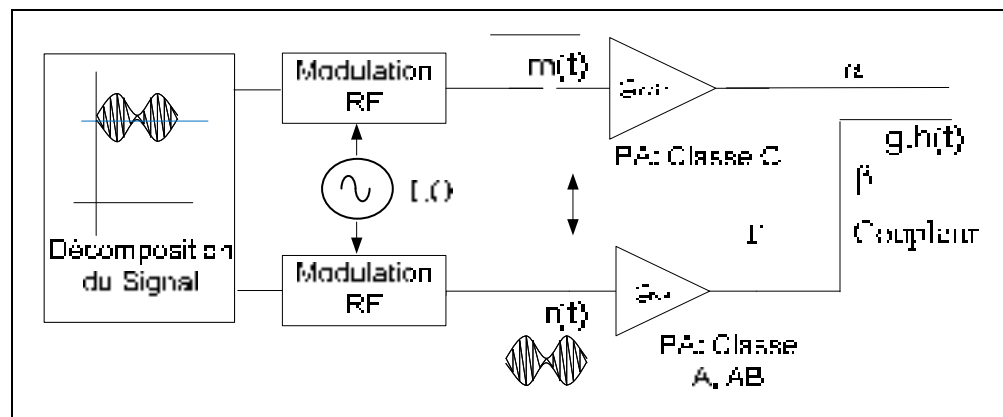 Décomposition
du Signal
Modulation
RF
m(t)
PA: Classe C
α
g.h(t)
β
Coupleur
LO
Modulation
RF
n(t)
PA: Classe
A, AB